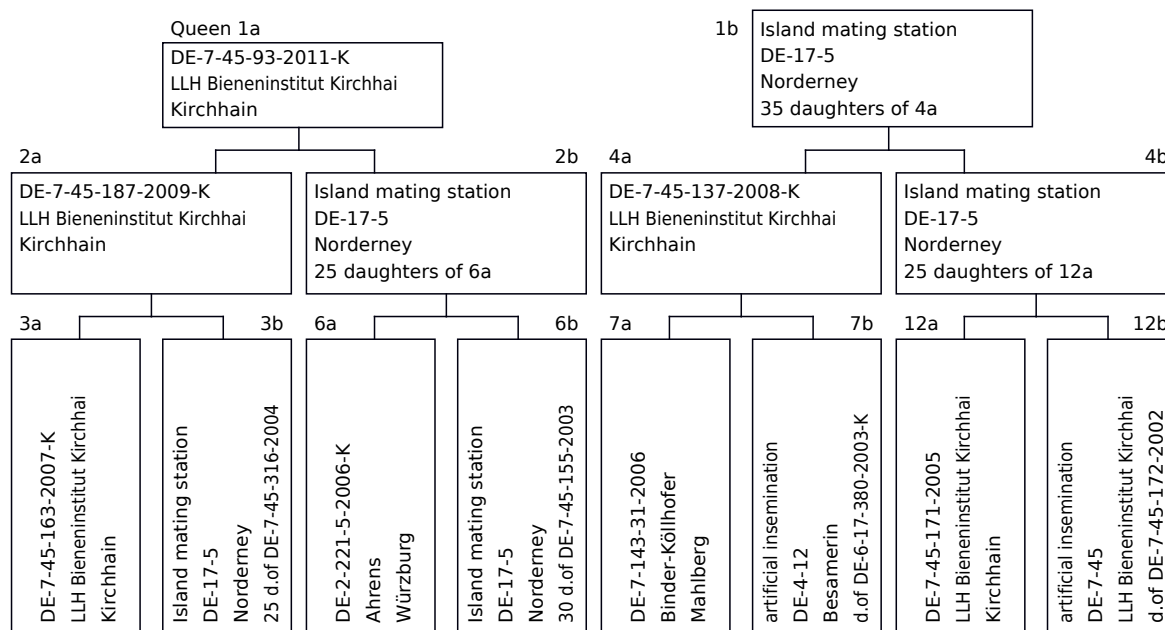 Queen 1a
DE-7-45-93-2011-K
LLH Bieneninstitut Kirchhai
Kirchhain
1b
Island mating station
DE-17-5
Norderney
35 daughters of 4a
2a
DE-7-45-187-2009-K
LLH Bieneninstitut Kirchhai
Kirchhain
2b
Island mating station
DE-17-5
Norderney
25 daughters of 6a
4a
DE-7-45-137-2008-K
LLH Bieneninstitut Kirchhai
Kirchhain
4b
Island mating station
DE-17-5
Norderney
25 daughters of 12a
3a
DE-7-45-163-2007-K
LLH Bieneninstitut Kirchhai
Kirchhain
3b
Island mating station
DE-17-5
Norderney
25 d.of DE-7-45-316-2004
6a
DE-2-221-5-2006-K
Ahrens
Würzburg
6b
Island mating station
DE-17-5
Norderney
30 d.of DE-7-45-155-2003
7a
DE-7-143-31-2006
Binder-Köllhofer
Mahlberg
7b
artificial insemination
DE-4-12
Besamerin
d.of DE-6-17-380-2003-K
12a
DE-7-45-171-2005
LLH Bieneninstitut Kirchhai
Kirchhain
12b
artificial insemination
DE-7-45
LLH Bieneninstitut Kirchhai
d.of DE-7-45-172-2002